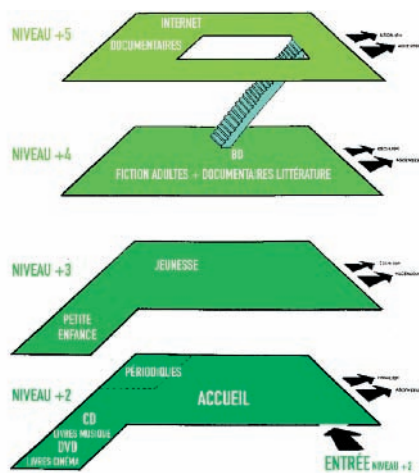 NIVEAU +5
INTERNET
DOCUMENTAIRES
NIVEAU +4
BD
FICTION ADULTES + DOCUMENTAIRES LITTÉRATURE
NIVEAU +3
JEUNESSE
PETITE
ENFANCE
NIVEAU +2
PÉRIODIQUES
ACCUEIL
CD
LIVRES MUSIQUE
DVD
LIVRES CINÉMA
ENTRÉE NIVEAU +2